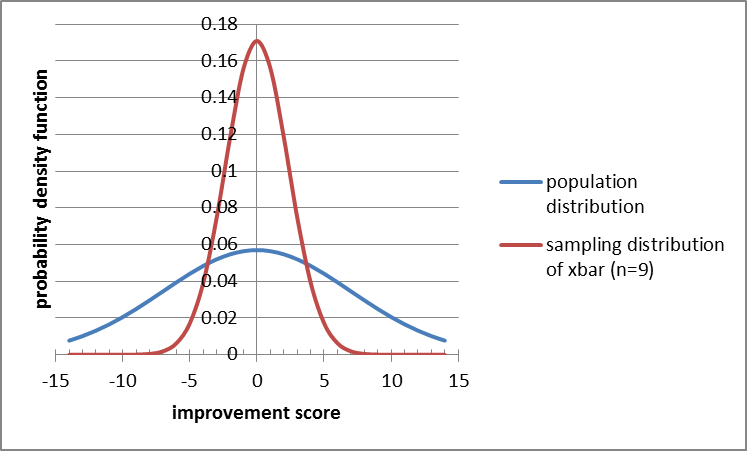 0.18
0.16
0.14
0.12
0.1
0.08
0.06
0.04
0.02
0
-15 -10 -5 0 5 10 15
probability density function
improvement score
population
distribution
sampling distribution
of xbar (n=9)